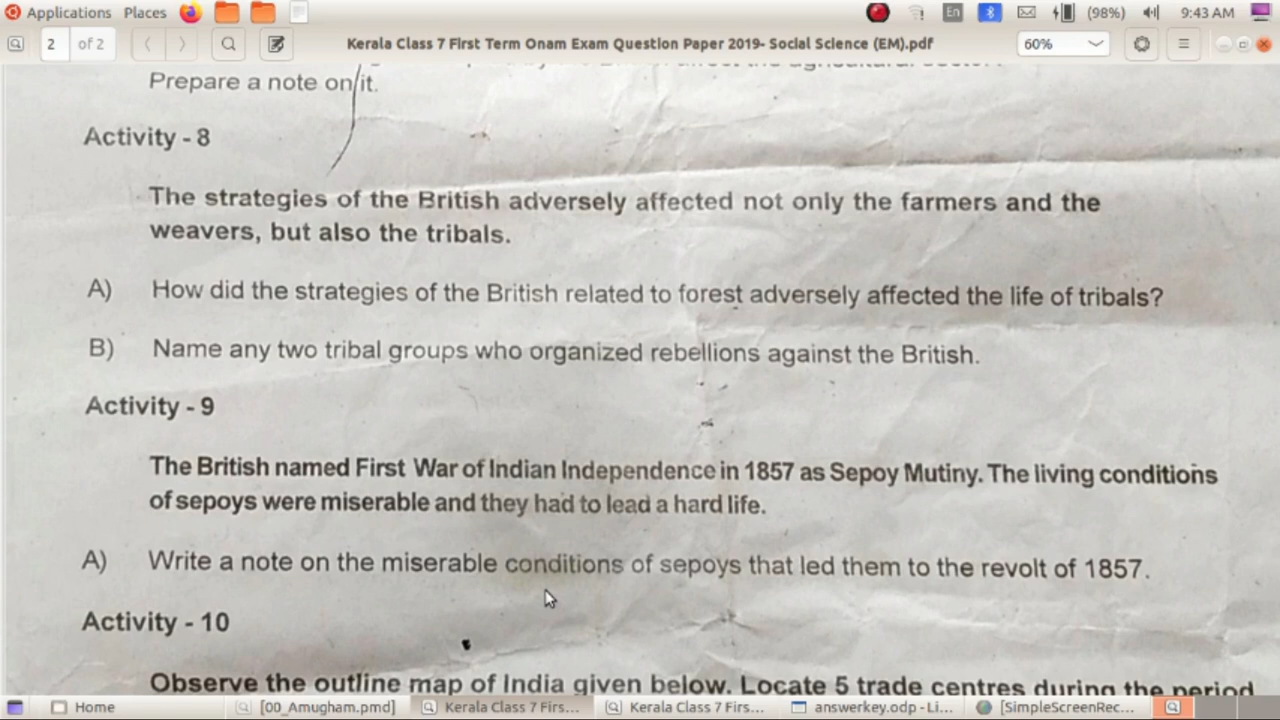 Applications Places En (98%) 9:43 AM
2 of 2 Kerala Class 7 First Term Onam Exam Question Paper 2019- Social Science (EM).pdf 60%
Prepare a note on it.
Activity - 8
The strategies of the British adversely affected not only the farmers and the
weavers, but also the tribals.
A) How did the strategies of the British related to forest adversely affected the life of tribals?
B) Name any two tribal groups who organized rebellions against the British.
Activity - 9
The British named First War of Indian Independence in 1857 as Sepoy Mutiny. The living conditions
of sepoys were miserable and they had to lead a hard life.
A) Write a note on the miserable conditions of sepoys that led them to the revolt of 1857.
Activity - 10
Observe the outline map of India given below. Locate 5 trade centres during the period
Home [00_Amugham.pmd] Kerala Class 7 Firs... Kerala Class 7 Firs... answerkey.odp - Li... [SimpleScreenRec...